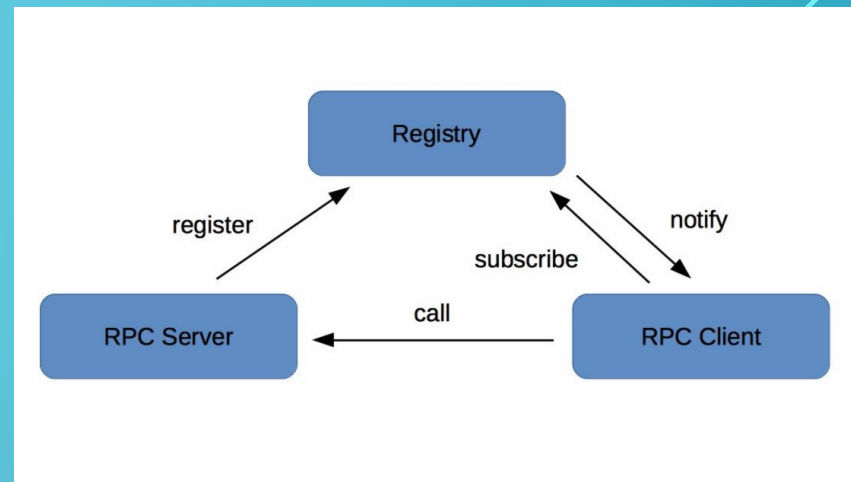 Registry
register
notify
subscribe
call
RPC Server
RPC Client